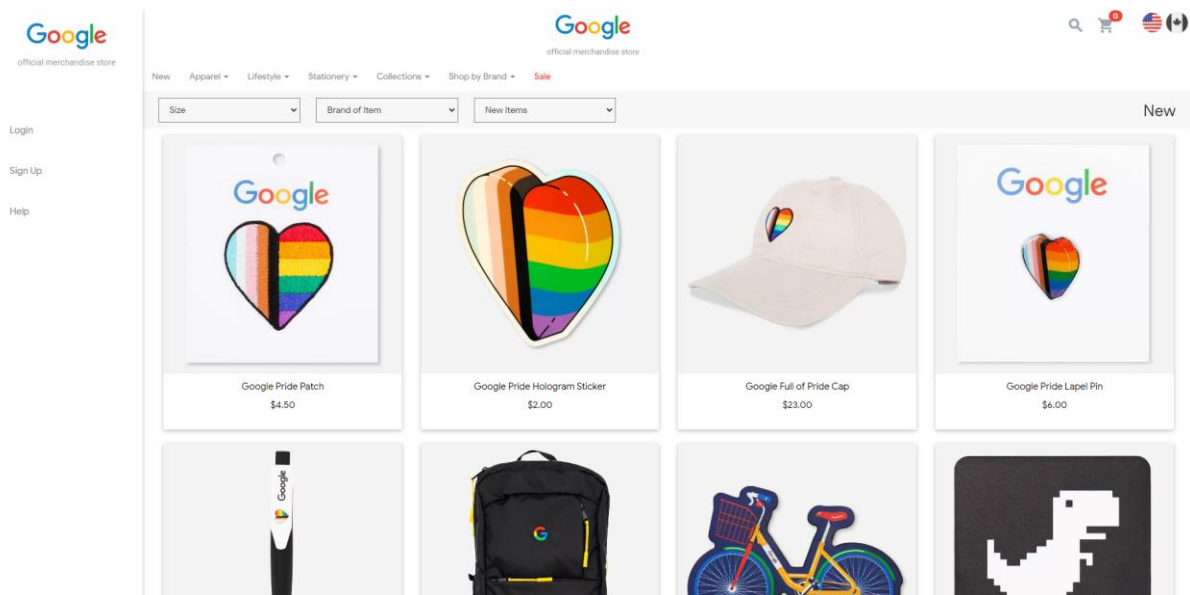 Google
official merchandise store
Login
Sign Up
Help
Google
official merchandise store
0
New Apparel Lifestyle Stationery Collections Shop by Brand Sale
Size Brand of Item New Items New
Google
Google
Google Pride Patch Google Pride Hologram Sticker Google Full of Pride Cap Google Pride Lapel Pin
$4.50 $2.00 $23.00 $6.00
Google
G